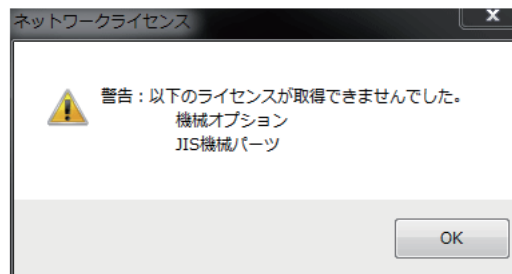 ネットワークライセンス
警告：以下のライセンスが取得できませんでした。
機械オプション
JIS機械パーツ
OK